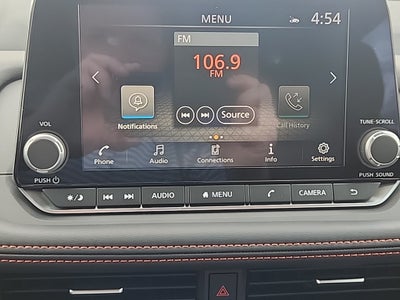 MENU 4:54
FM
106.9
FM
VOL
TUNE-SCROLL
Source
Notifications
Call History
Phone Audio Connections Info Settings
PUSH
PUSH SOUND
AUDIO MENU CAMERA